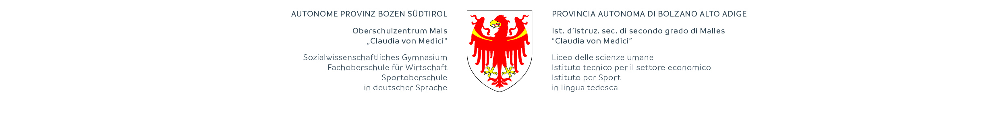 AUTONOME PROVINZ BOZEN SÜDTIROL
Oberschulzentrum Mals
„Claudia von Medici“
Sozialwissenschaftliches Gymnasium
Fachoberschule für Wirtschaft
Sportoberschule
in deutscher Sprache
PROVINCIA AUTONOMA DI BOLZANO ALTO ADIGE
Ist. d’istruz. sec. di secondo grado di Malles
“Claudia von Medici”
Liceo delle scienze umane
Istituto tecnico per il settore economico
Istituto per Sport
in lingua tedesca